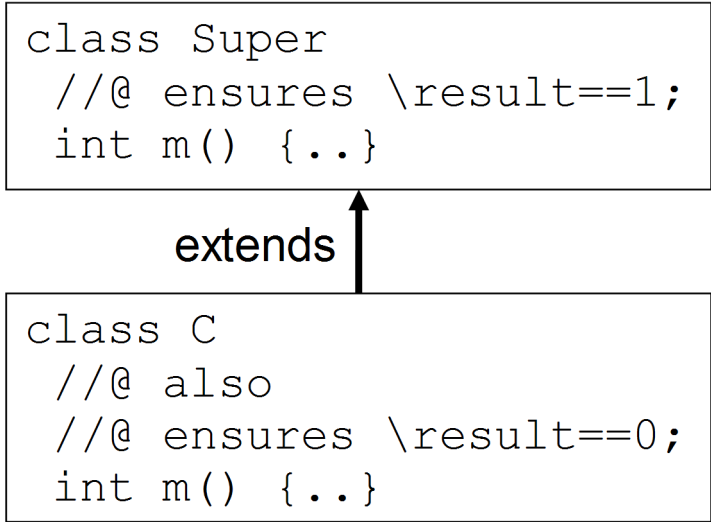 class Super
//@ ensures \result==1;
int m() {..}
extends
class C
//@ also
//@ ensures \result==0;
int m() {..}